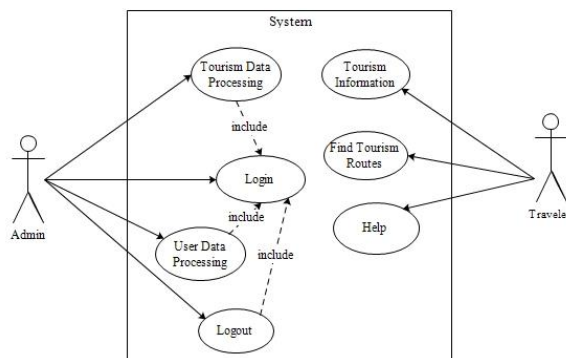 System
Tourism Data
Processing
Tourism
Information
include
Find Tourism
Routes
Login
include
Admin
Help
Travele
User Data
Processing
include
Logout